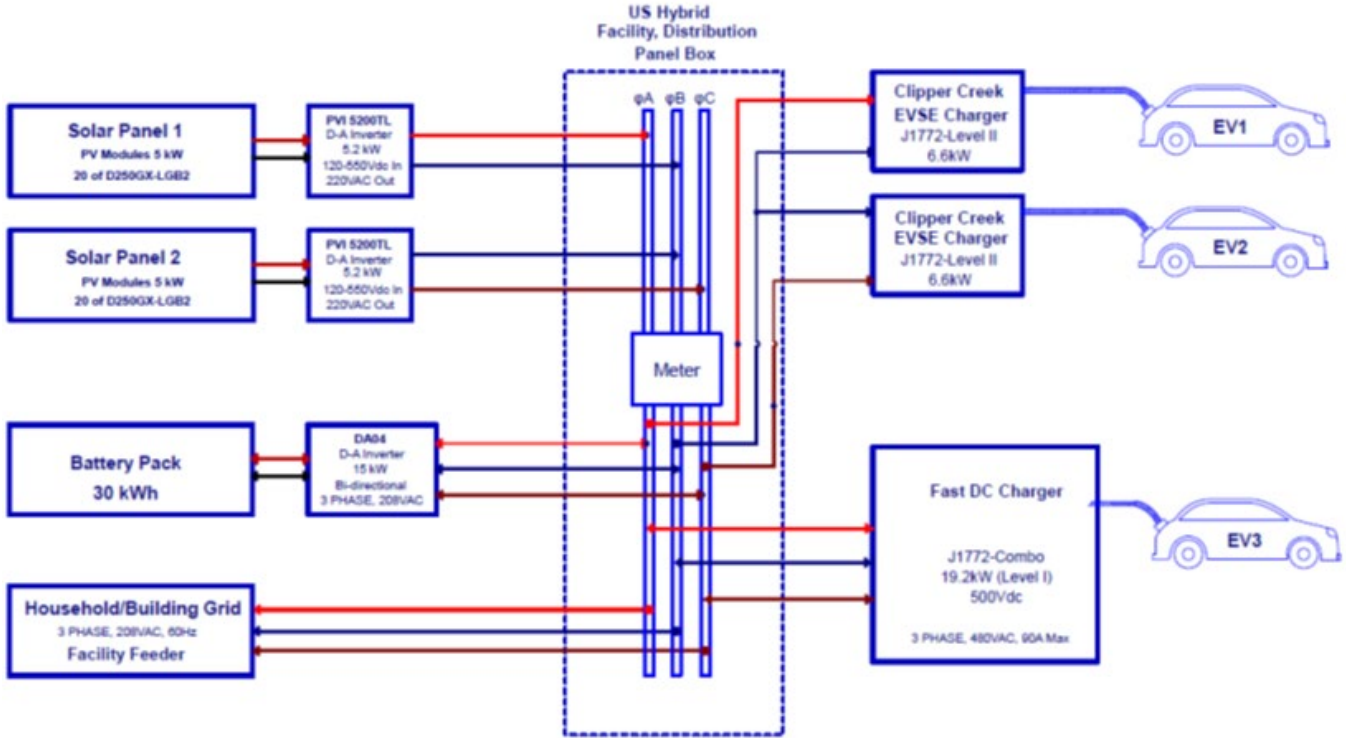 US Hybrid
Facility, Distribution
Panel Box
φA φB φC
Solar Panel 1
PV Modules 5 kW
20 of D250GX-LGB2
PVI 5200TL
D-A Inverter
5.2 kW
120-550Vdc In
220VAC Out
Clipper Creek
EVSE Charger
J1772-Level II
6.6kW
EV1
Solar Panel 2
PV Modules 5 kW
20 of D250GX-LGB2
PVI 5200TL
D-A Inverter
5.2 kW
120-550Vdc In
220VAC Out
Clipper Creek
EVSE Charger
J1772-Level II
6.6kW
EV2
Meter
Battery Pack
30 kWh
DA04
D-A Inverter
15 kW
Bi-directional
3 PHASE, 208VAC
Fast DC Charger
J1772-Combo
19.2kW (Level I)
500Vdc
3 PHASE, 480VAC, 90A Max
EV3
Household/Building Grid
3 PHASE, 208VAC, 60Hz
Facility Feeder